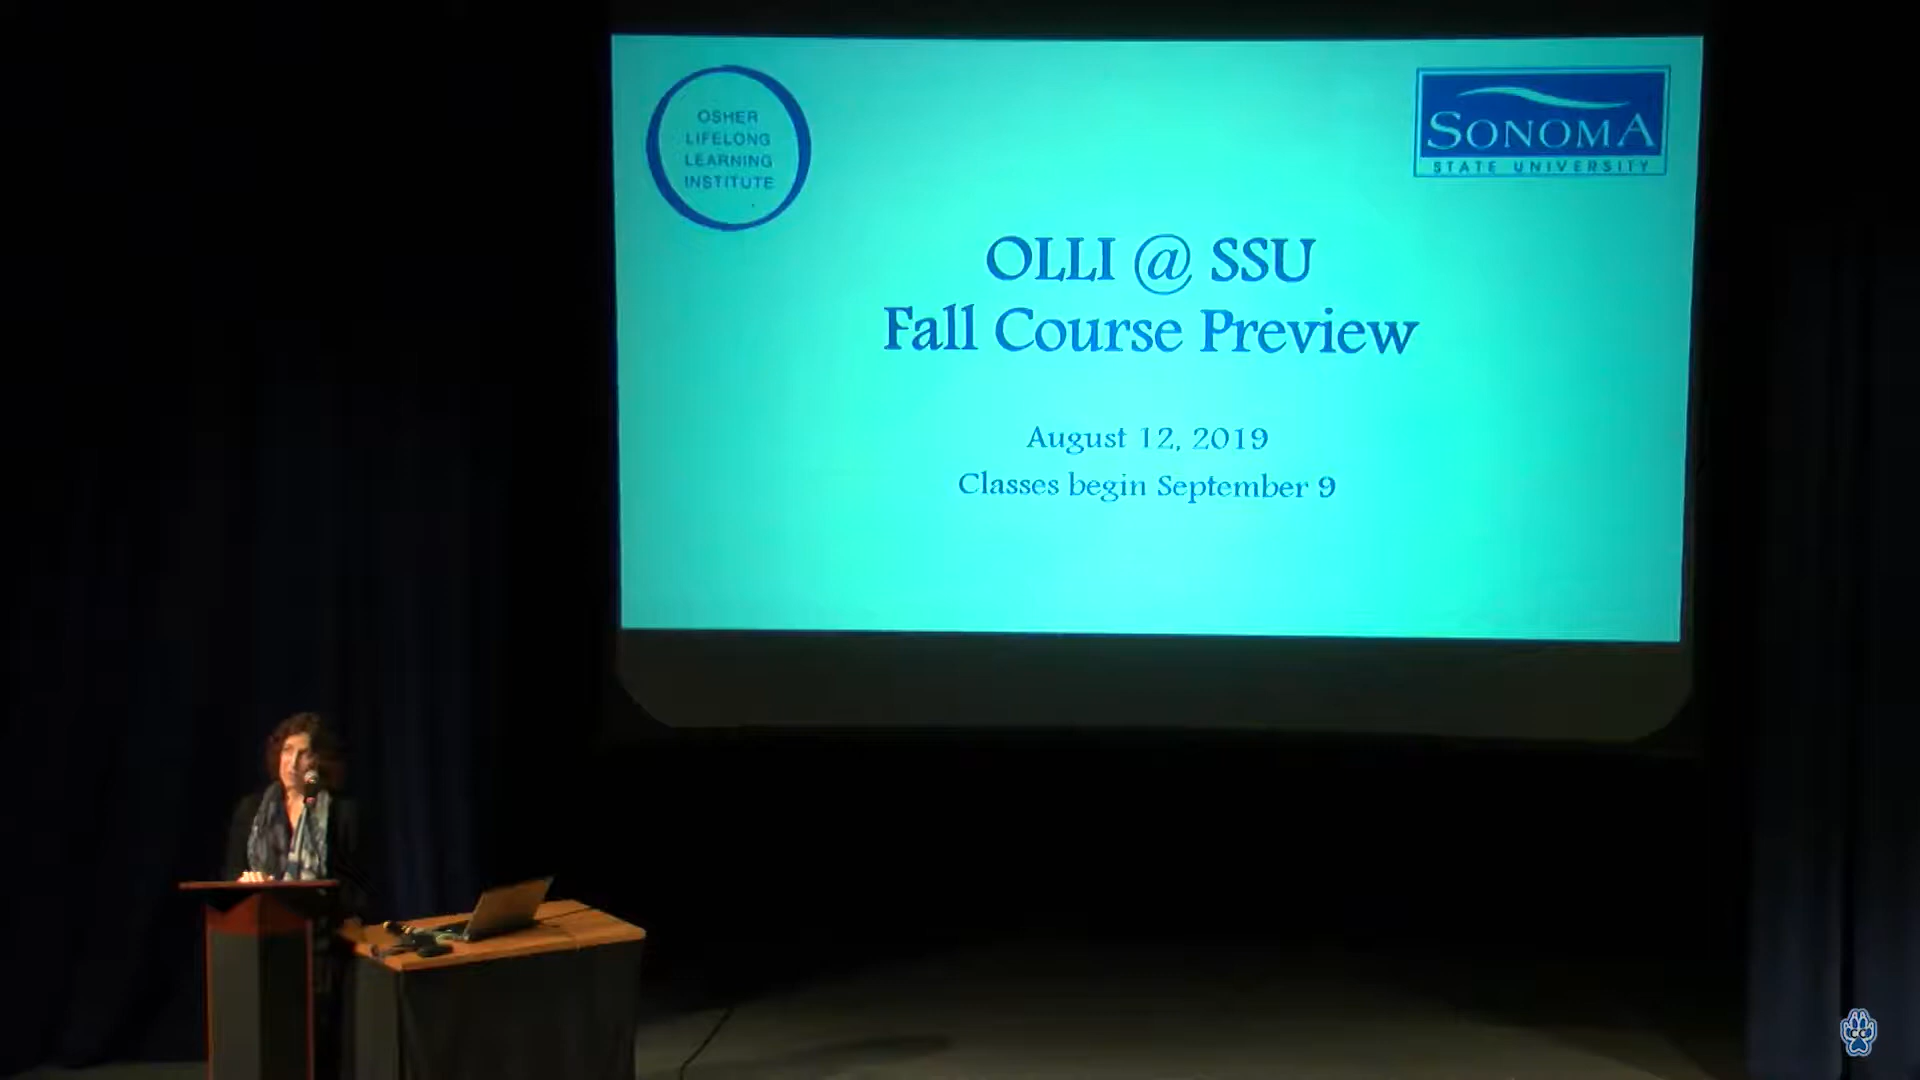 OSHER
LIFELONG
LEARNING
INSTITUTE
SONOMA
STATE UNIVERSITY
OLLI @ SSU
Fall Course Preview
August 12, 2019
Classes begin September 9